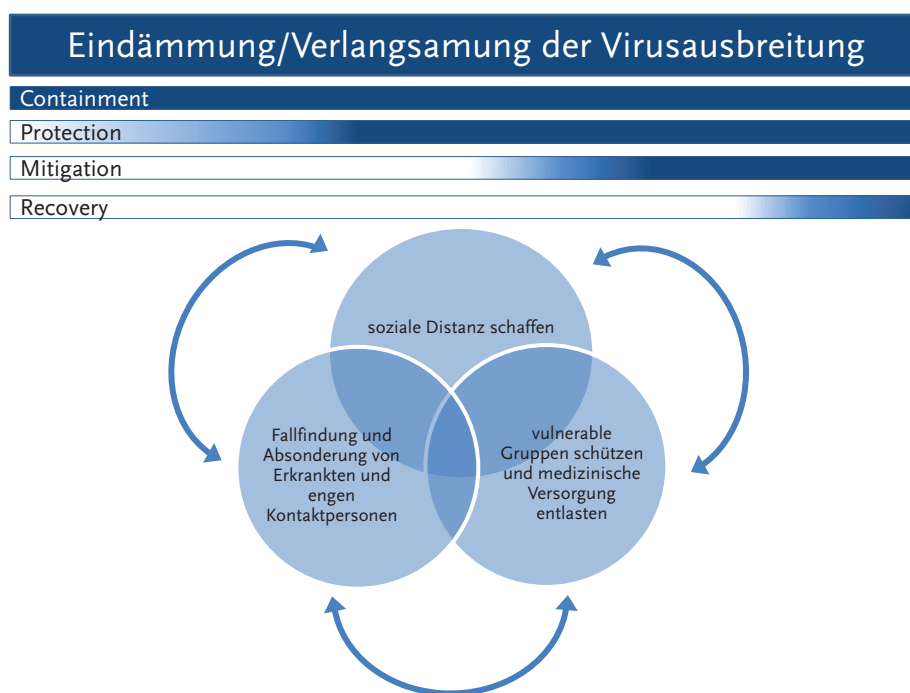 Eindämmung/Verlangsamung der Virusausbreitung
Containment
Protection
Mitigation
Recovery
soziale Distanz schaffen
Fallfindung und
Absonderung von
Erkrankten und
engen
Kontaktpersonen
vulnerable
Gruppen schützen
und medizinische
Versorgung
entlasten